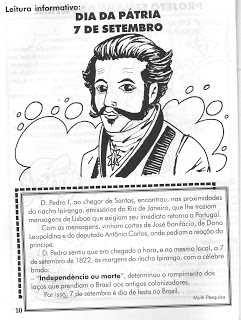 Leitura informativa:
DIA DA PÁTRIA
7 DE SETEMBRO
D. Pedro I, ao chegar de Santos, encontrou, nas proximidades
do riacho Ipiranga, emissários do Rio de Janeiro, que lhe traziam
mensagens de Lisboa que exigiam seu imediato retorno a Portugal.
Com as mensagens, vinham cartas de José Bonifácio, de Dona
Leopoldina e do deputado Antônio Carlos, onde pediam a reação do
príncipe.
D. Pedro sentiu que era chegada a hora, e no mesmo local, a 7
de setembro de 1822, às margens do riacho Ipiranga, com o célebre
brado:
– "Independência ou morte", determinou o rompimento dos
laços que prendiam o Brasil aos antigos colonizadores.
Por isso, 7 de setembro é dia de festa no Brasil.
10
Pesquisa